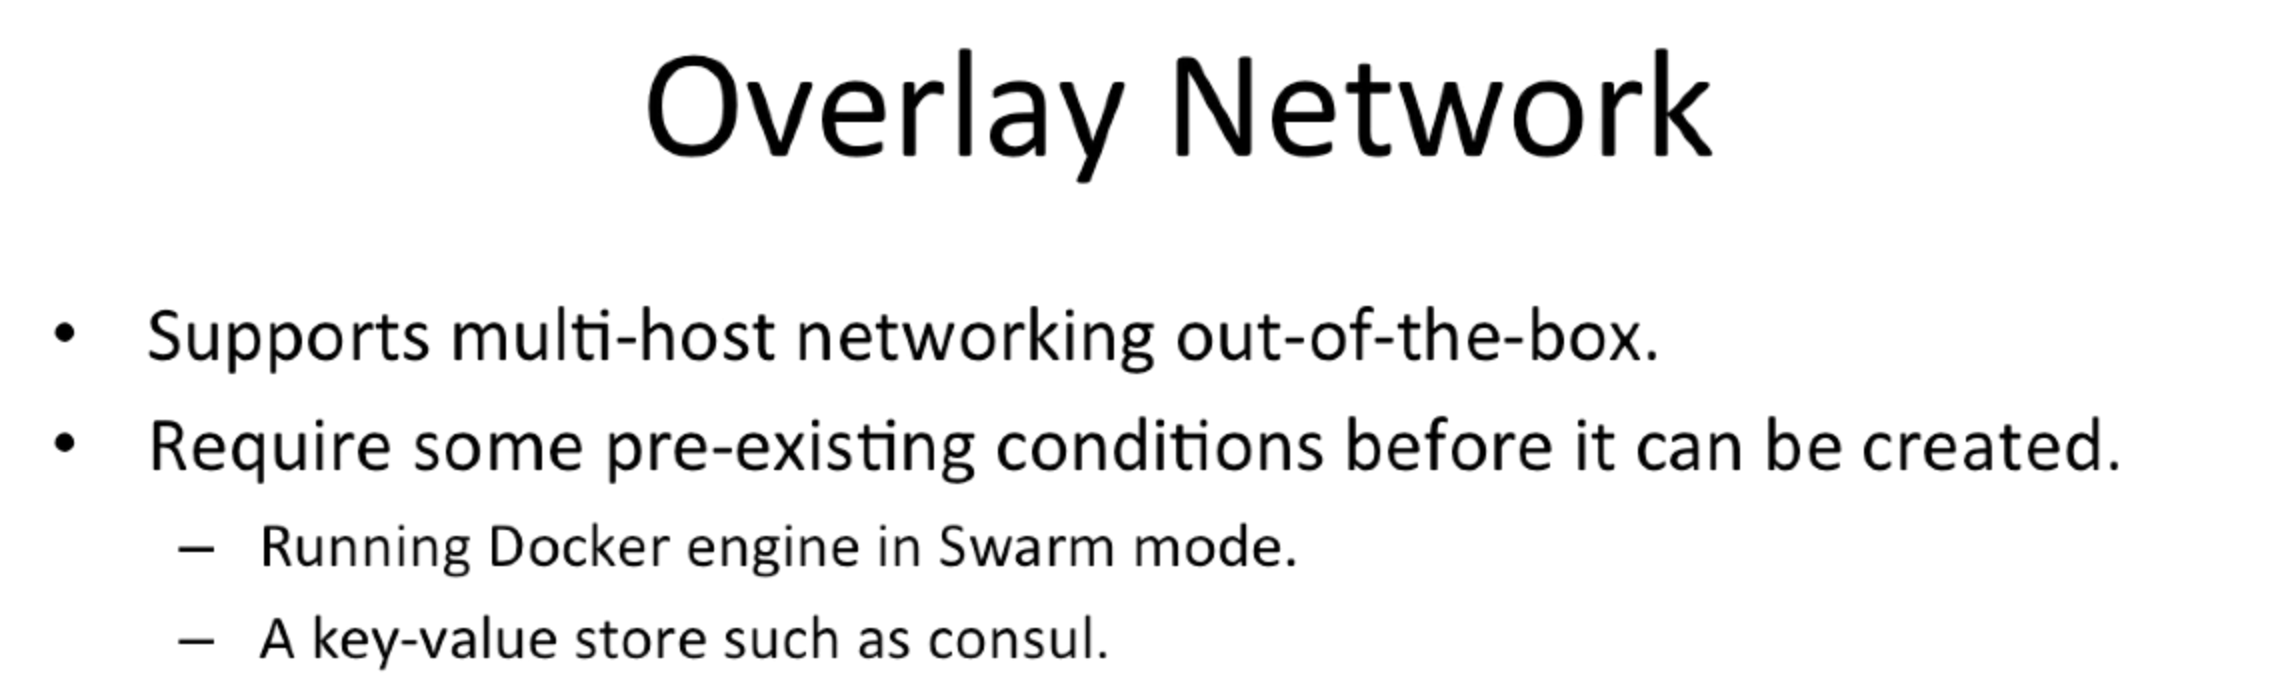 Overlay Network
• Supports multi-host networking out-of-the-box.
• Require some pre-existing conditions before it can be created.
– Running Docker engine in Swarm mode.
– A key-value store such as consul.